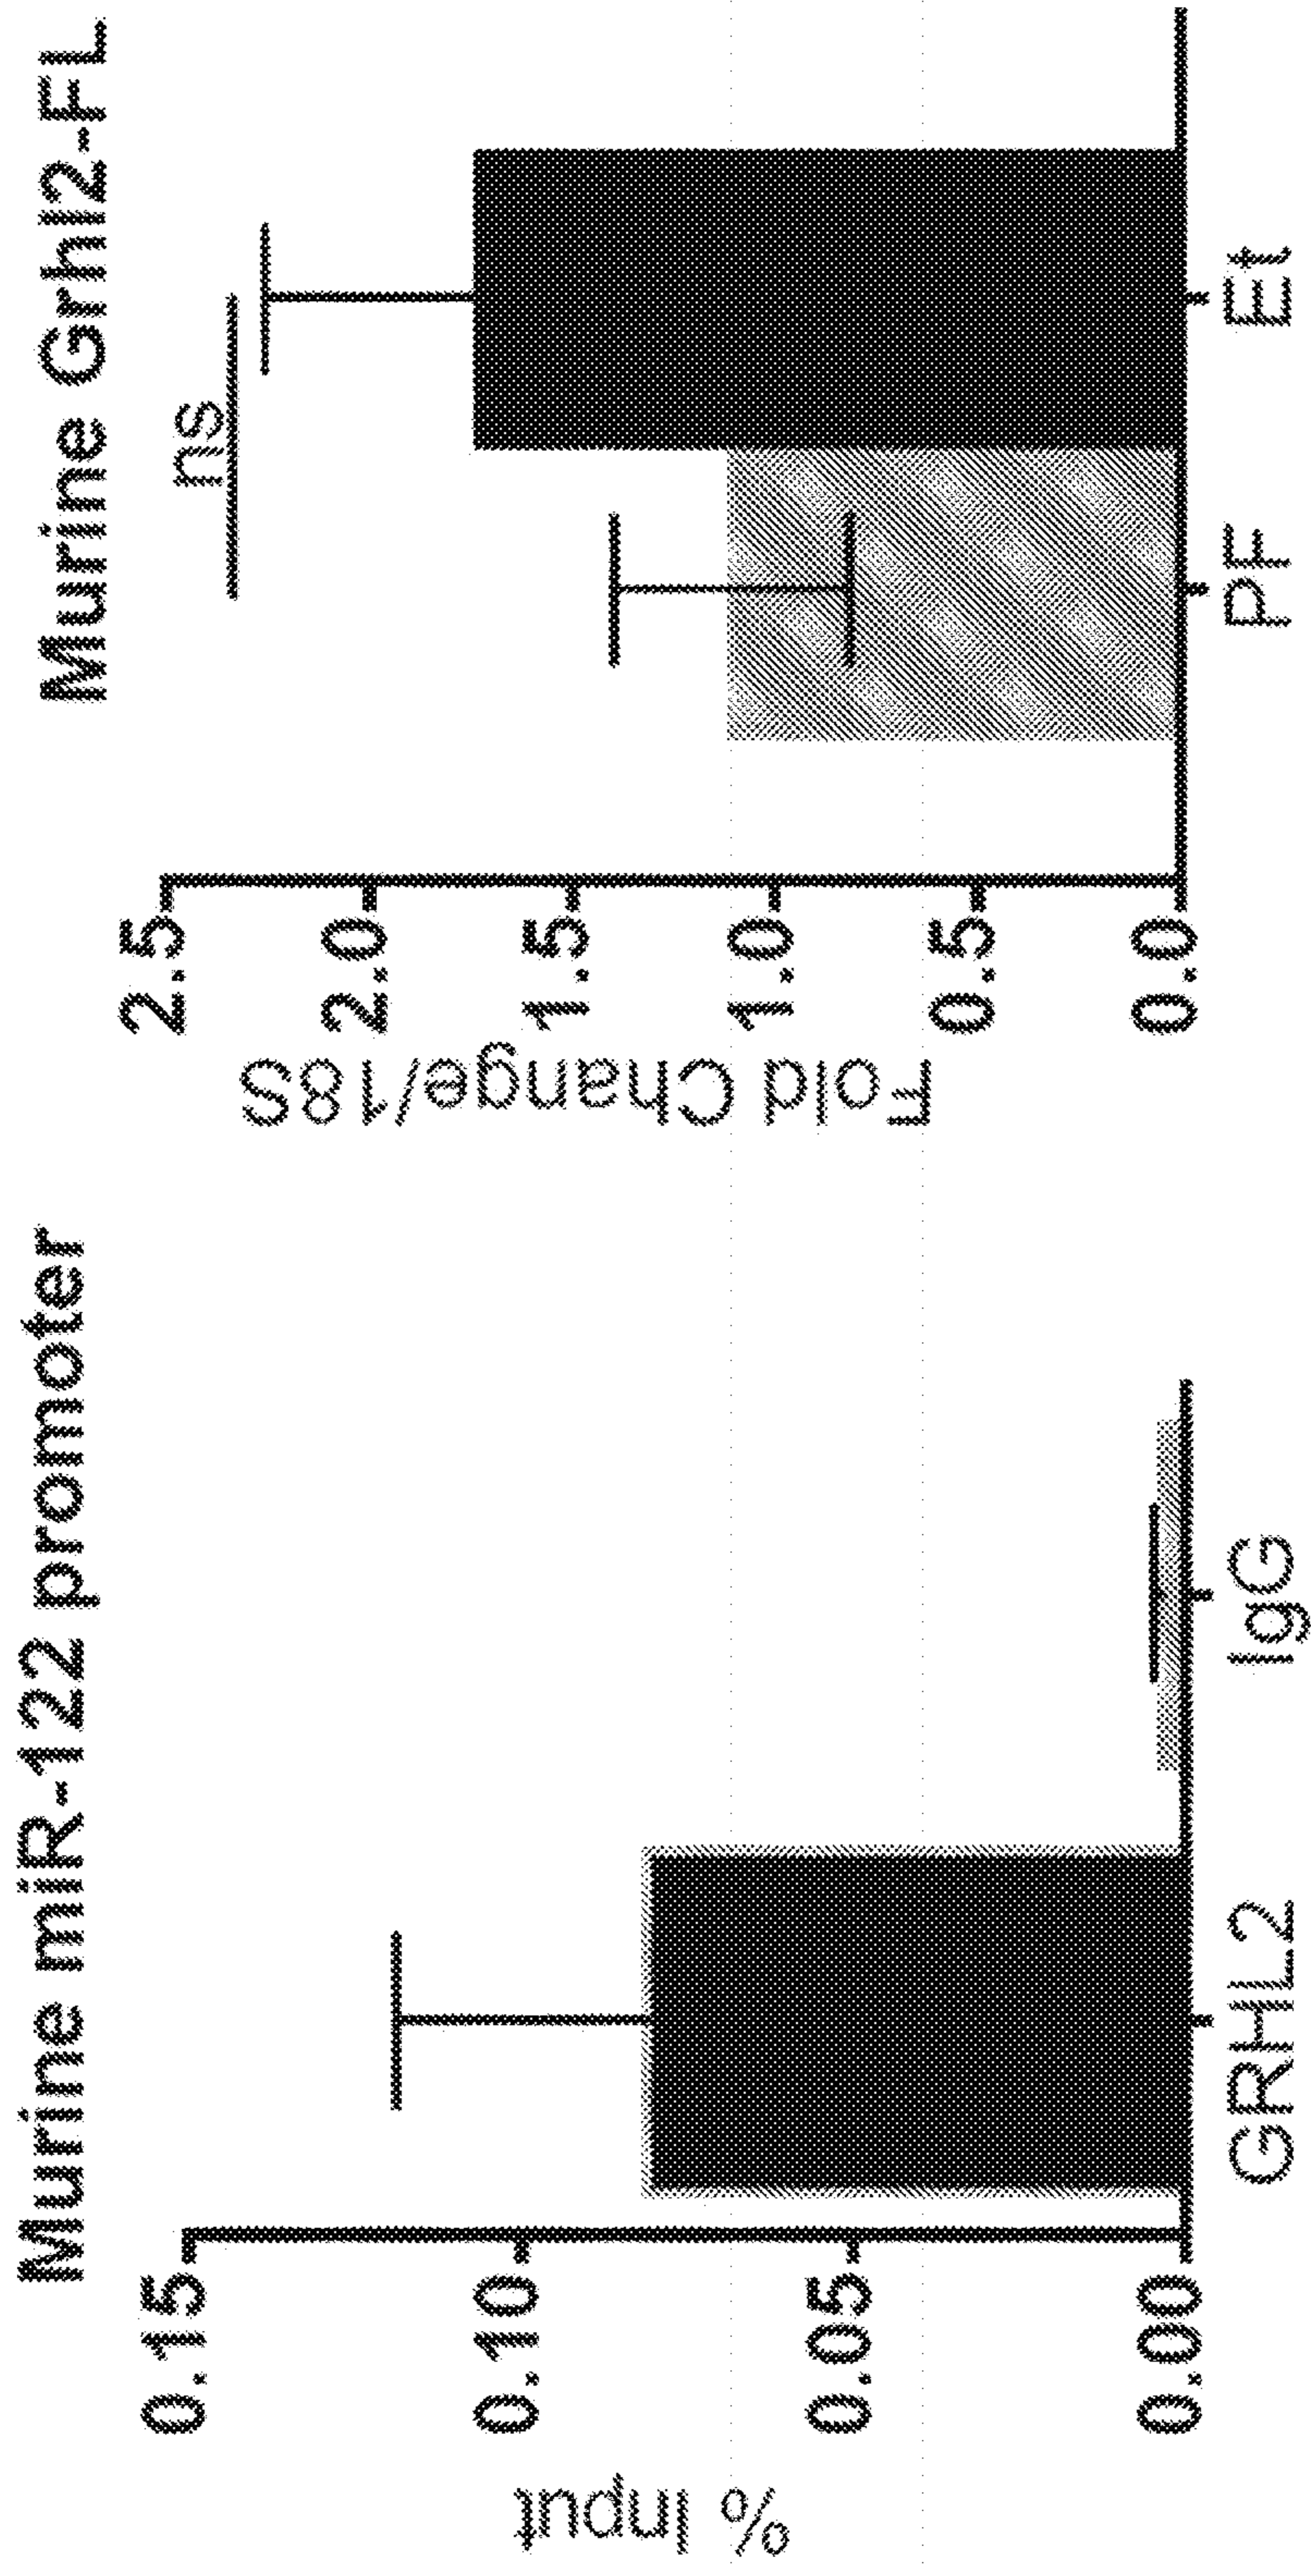 Murine miR-122 promoter
% Input
0.15
0.10
0.05
0.00
GRHL2
IgG
Murine Grhl2-FL
ns
Fold Change/18S
2.5
2.0
1.5
1.0
0.5
0.0
PF
Et